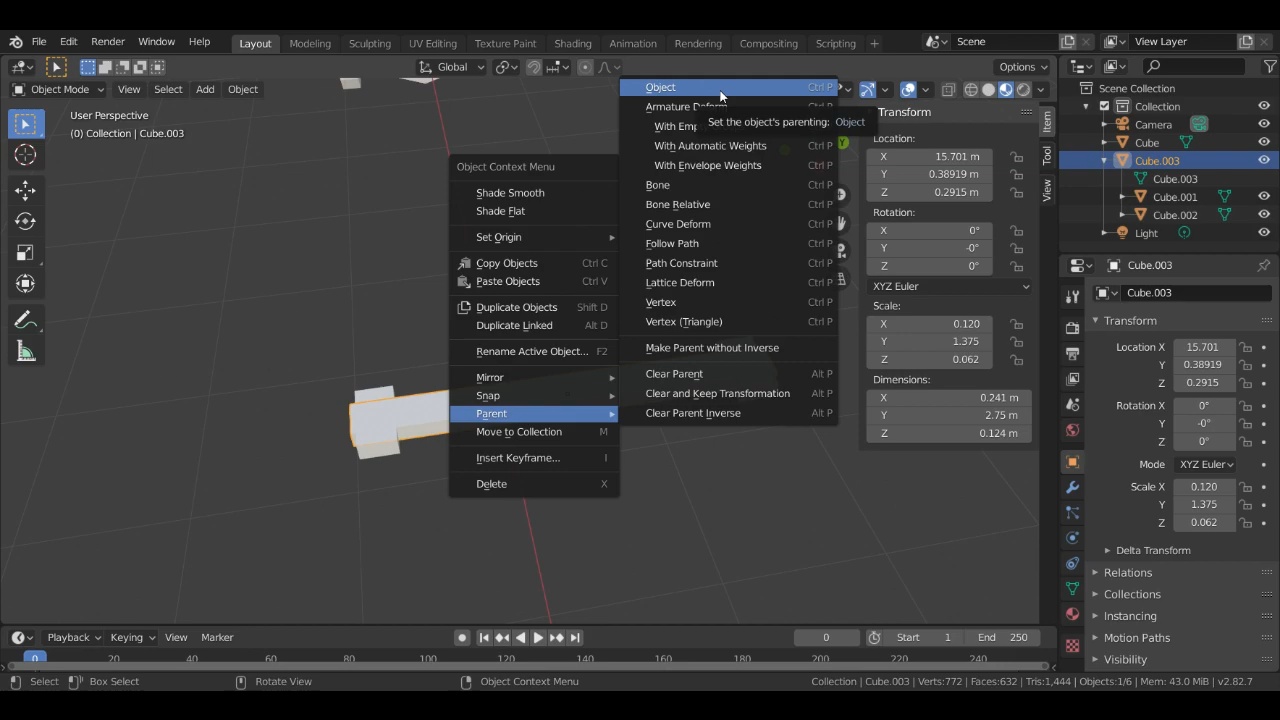 File Edit Render Window Help Layout Modeling Sculpting UV Editing Texture Paint Shading Animation Rendering Compositing Scripting + Scene View Layer
Global Options
Object Mode View Select Add Object
User Perspective
(0) Collection | Cube.003
Object Context Menu
Shade Smooth
Shade Flat
Set Origin
Copy Objects Ctrl C
Paste Objects Ctrl V
Duplicate Objects Shift D
Duplicate Linked Alt D
Rename Active Object... F2
Mirror
Snap
Parent
Move to Collection M
Insert Keyframe... I
Delete X
Object Ctrl P
Armature Deform Ctrl P
Set the object's parenting: Object
With Emp
With Automatic Weights Ctrl P
With Envelope Weights Ctrl P
Bone Ctrl P
Bone Relative Ctrl P
Curve Deform Ctrl P
Follow Path Ctrl P
Path Constraint Ctrl P
Lattice Deform Ctrl P
Vertex Ctrl P
Vertex (Triangle) Ctrl P
Make Parent without Inverse
Clear Parent Alt P
Clear and Keep Transformation Alt P
Clear Parent Inverse Alt P
Transform
Location:
X 15.701 m
Y 0.38919 m
Z 0.2915 m
Rotation:
X 0°
Y -0°
Z 0°
XYZ Euler
Scale:
X 0.120
Y 1.375
Z 0.062
Dimensions:
X 0.241 m
Y 2.75 m
Z 0.124 m
Item
Tool
View
Scene Collection
Collection
Camera
Cube
Cube.003
Cube.003
Cube.001
Cube.002
Light
Cube.003
Cube.003
Transform
Location X 15.701
Y 0.38919
Z 0.2915
Rotation X 0°
Y -0°
Z 0°
Mode XYZ Euler
Scale X 0.120
Y 1.375
Z 0.062
Delta Transform
Relations
Collections
Instancing
Motion Paths
Visibility
Playback Keying View Marker 0 Start 1 End 250
0 20 40 60 80 100 120 140 160 180 200 220 240
Select Box Select Rotate View Object Context Menu Collection | Cube.003 | Verts:772 | Faces:632 | Tris:1,444 | Objects:1/6 | Mem: 43.0 MiB | v2.82.7